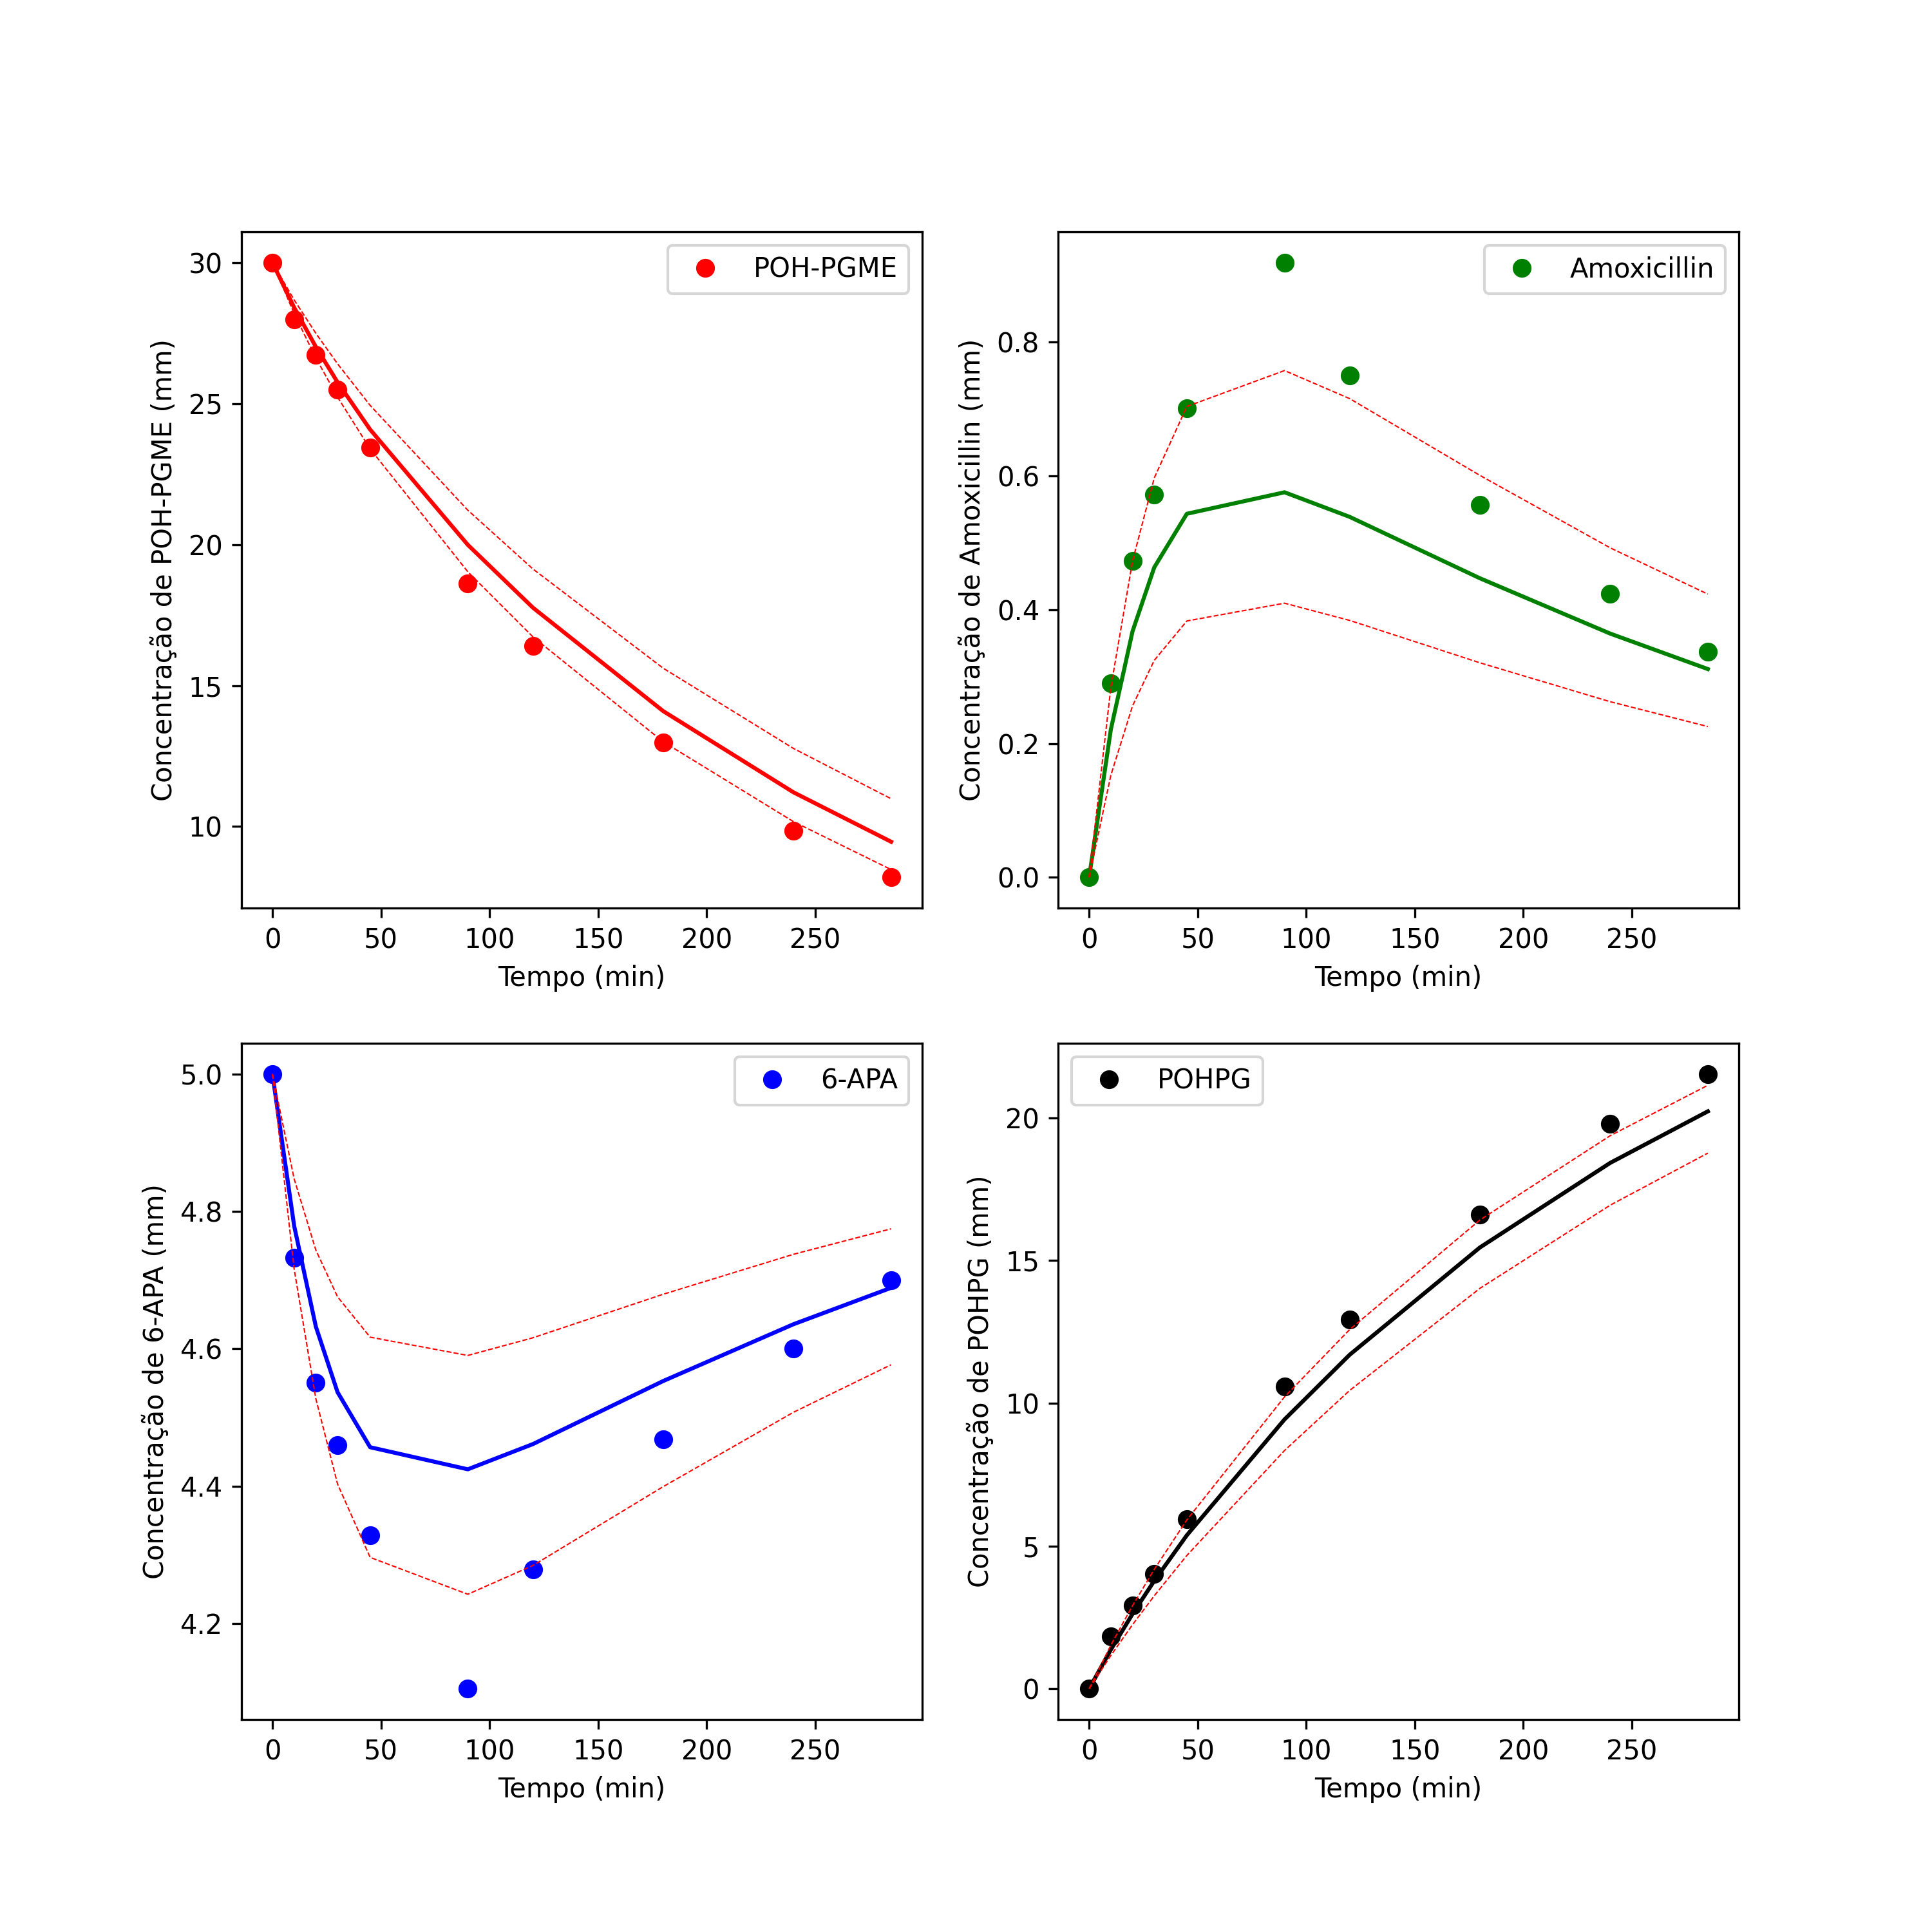 POH-PGME
Concentração de POH-PGME (mm)
30
25
20
15
10
0 50 100 150 200 250
Tempo (min)
Amoxicillin
Concentração de Amoxicillin (mm)
0.8
0.6
0.4
0.2
0.0
0 50 100 150 200 250
Tempo (min)
6-APA
Concentração de 6-APA (mm)
5.0
4.8
4.6
4.4
4.2
0 50 100 150 200 250
Tempo (min)
POHPG
Concentração de POHPG (mm)
20
15
10
5
0
0 50 100 150 200 250
Tempo (min)